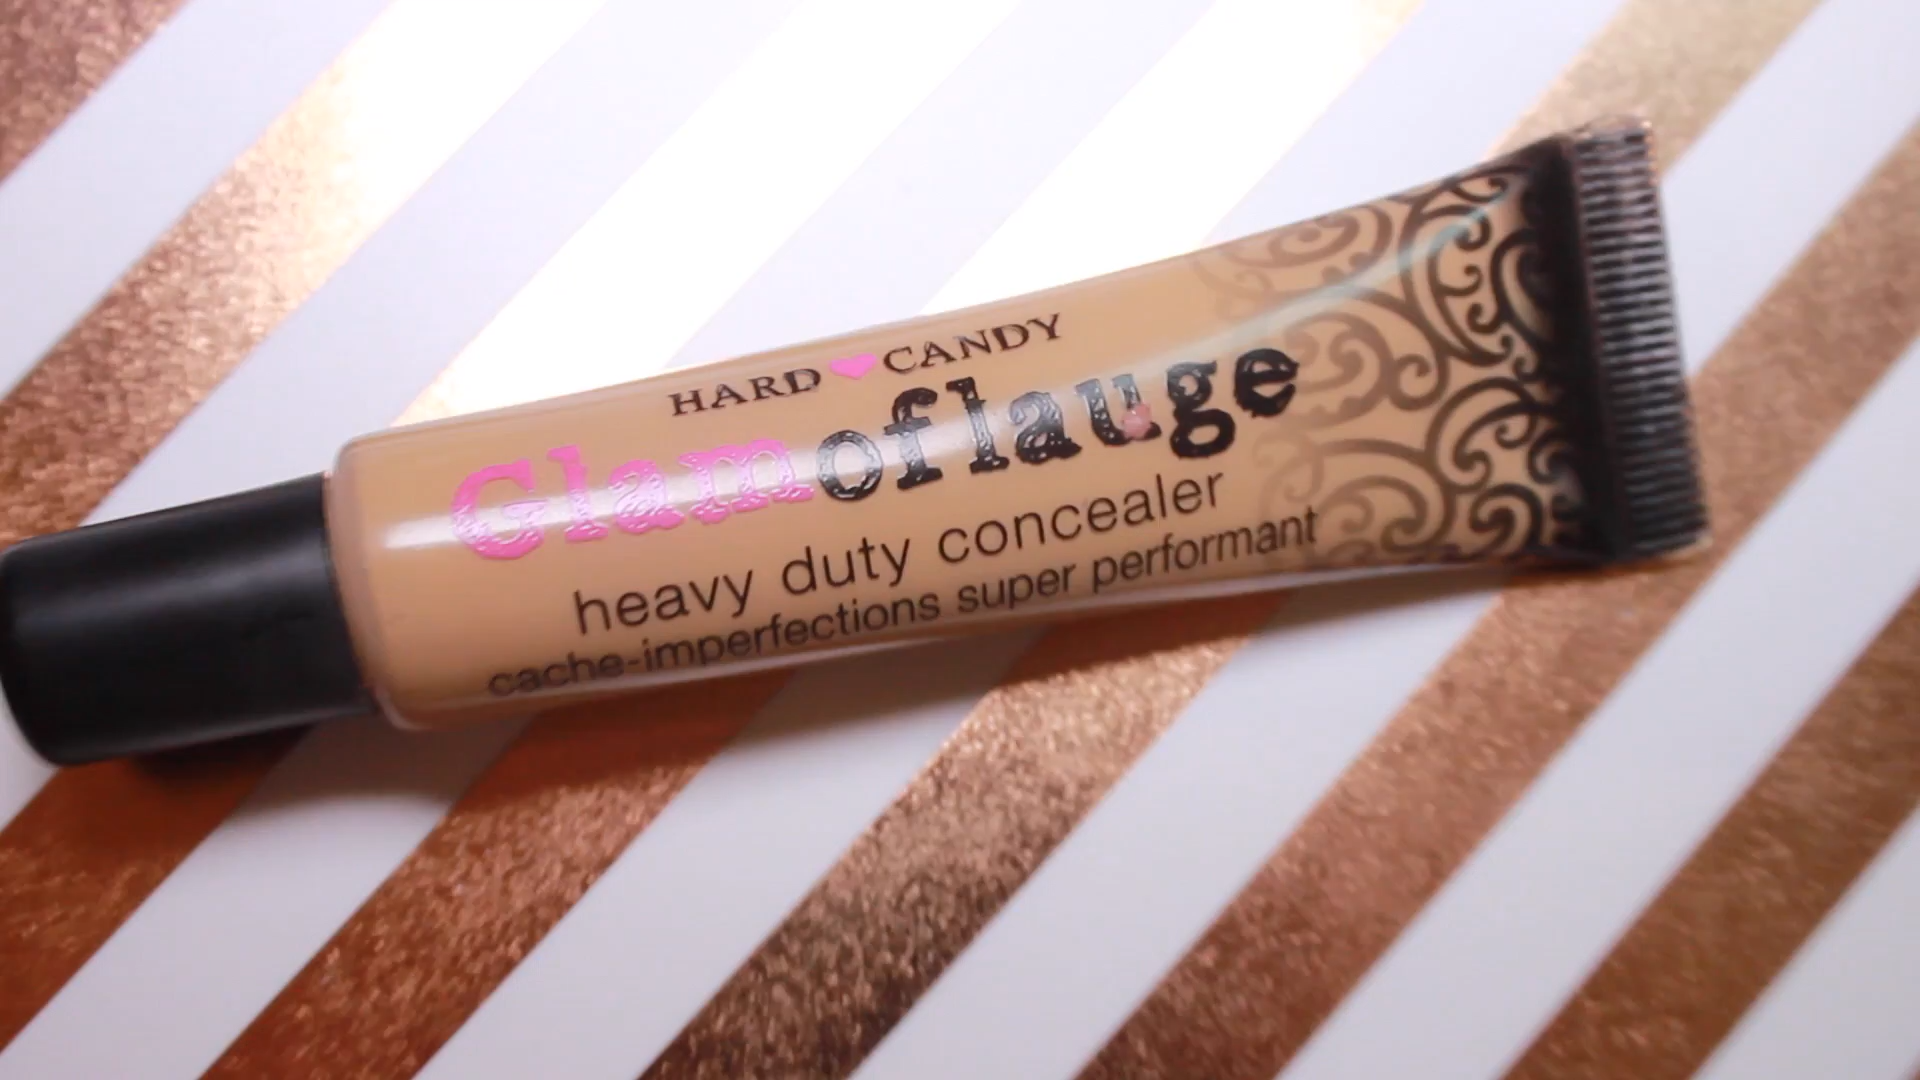 HARD CANDY
Glamoflauge
heavy duty concealer
cache-imperfections super performant